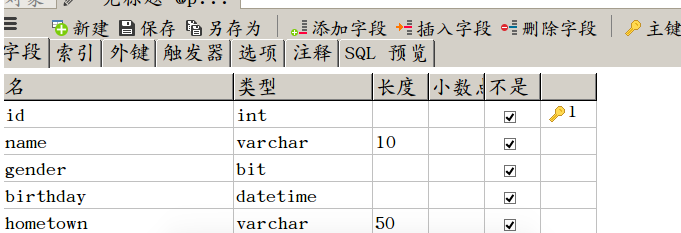 新建 保存 另存为 添加字段 插入字段 删除字段 主键
字段 索引 外键 触发器 选项 注释 SQL 预览
名 类型 长度 小数点 不是
id int 1
name varchar 10
gender bit
birthday datetime
hometown varchar 50